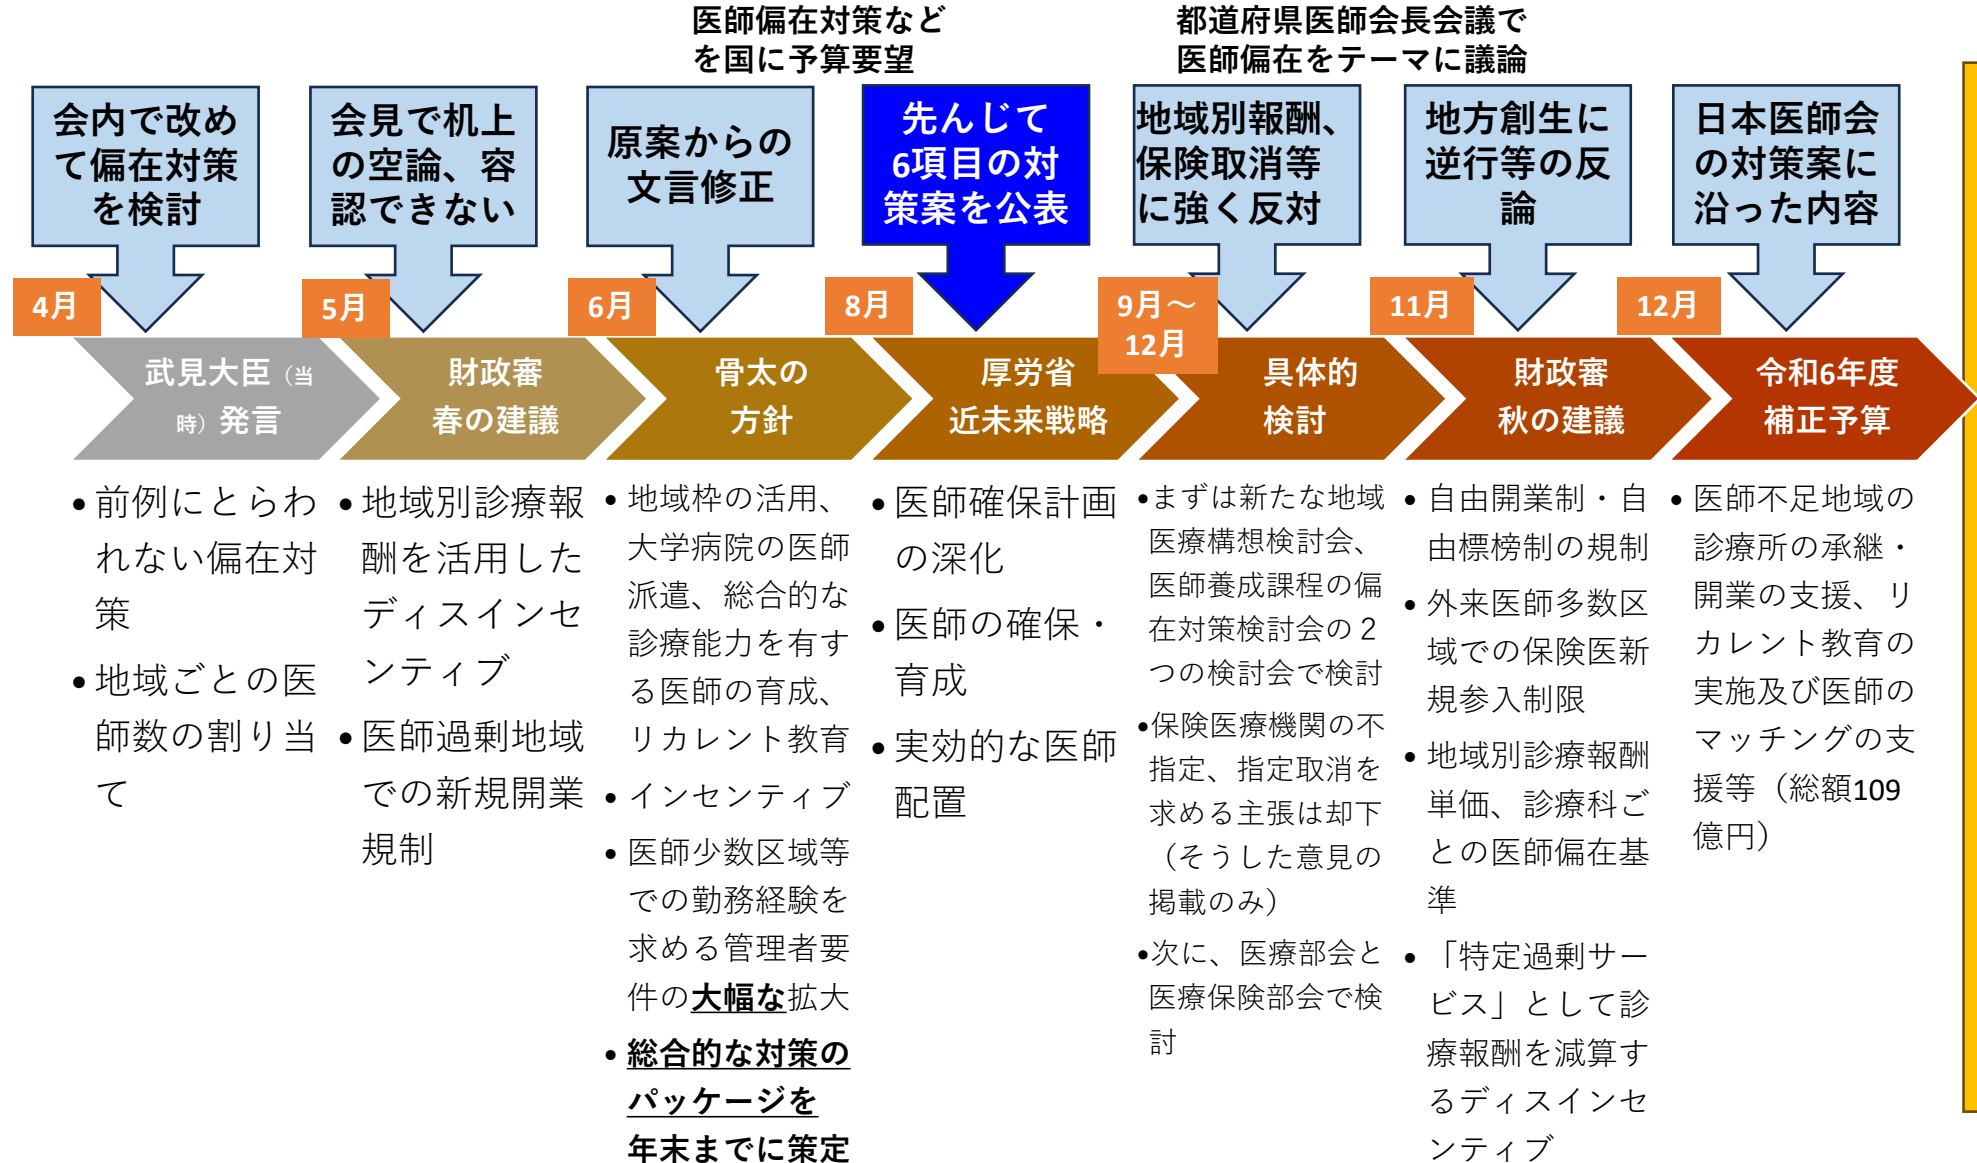 医師偏在対策など
を国に予算要望
都道府県医師会長会議で
医師偏在をテーマに議論
会内で改め
て偏在対策
を検討
会見で机上
の空論、容
認できない
原案からの
文言修正
先んじて
6項目の対
策案を公表
地域別報酬、
保険取消等
に強く反対
地方創生に
逆行等の反
論
日本医師会
の対策案に
沿った内容
4月
5月
6月
8月
9月～
12月
11月
12月
武見大臣（当
時）発言
財政審
春の建議
骨太の
方針
厚労省
近未来戦略
具体的
検討
財政審
秋の建議
令和6年度
補正予算
• 前例にとらわ
れない偏在対
策
• 地域ごとの医
師数の割り当
て
• 地域別診療報
酬を活用した
ディスインセ
ンティブ
• 医師過剰地域
での新規開業
規制
• 地域枠の活用、
大学病院の医師
派遣、総合的な
診療能力を有す
る医師の育成、
リカレント教育
• インセンティブ
• 医師少数区域等
での勤務経験を
求める管理者要
件の大幅な拡大
• 総合的な対策の
パッケージを
年末までに策定
• 医師確保計画
の深化
• 医師の確保・
育成
• 実効的な医師
配置
•まずは新たな地域
医療構想検討会、
医師養成課程の偏
在対策検討会の２
つの検討会で検討
•保険医療機関の不
指定、指定取消を
求める主張は却下
（そうした意見の
掲載のみ）
•次に、医療部会と
医療保険部会で検
討
• 自由開業制・自
由標榜制の規制
• 外来医師多数区
域での保険医新
規参入制限
• 地域別診療報酬
単価、診療科ご
との医師偏在基
準
• 「特定過剰サー
ビス」として診
療報酬を減算す
るディスインセ
ンティブ
• 医師不足地域の
診療所の承継・
開業の支援、リ
カレント教育の
実施及び医師の
マッチングの支
援等（総額109
億円）